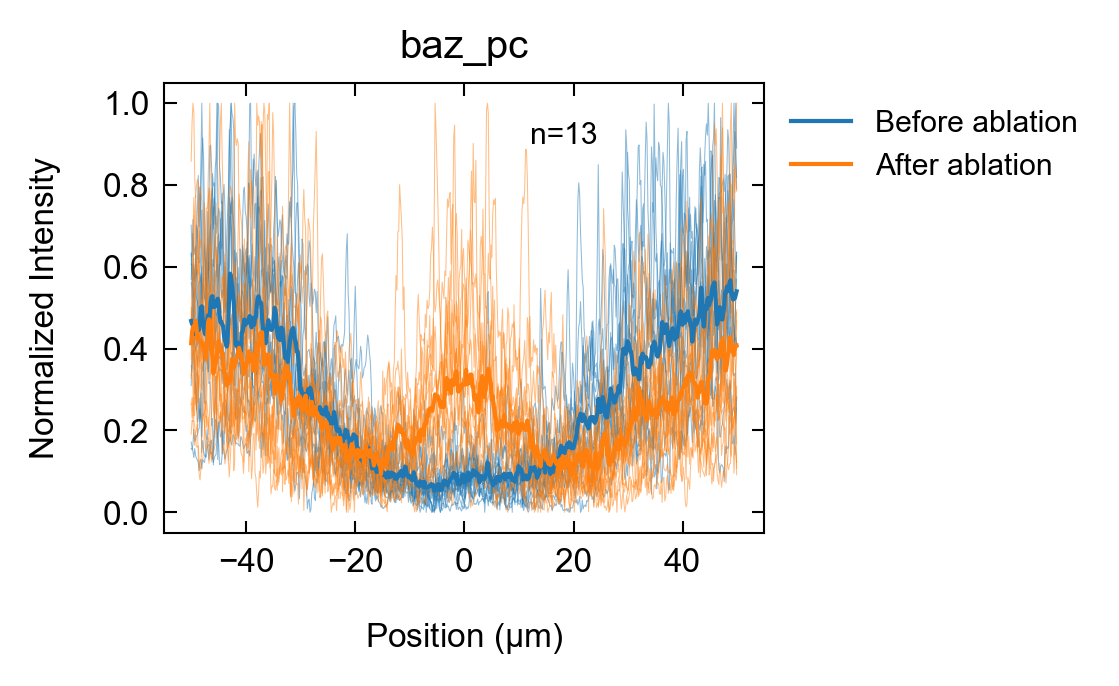 baz_pc
Normalized Intensity
1.0
0.8
0.6
0.4
0.2
0.0
n=13
Before ablation
After ablation
−40
−20
0
20
40
Position (µm)